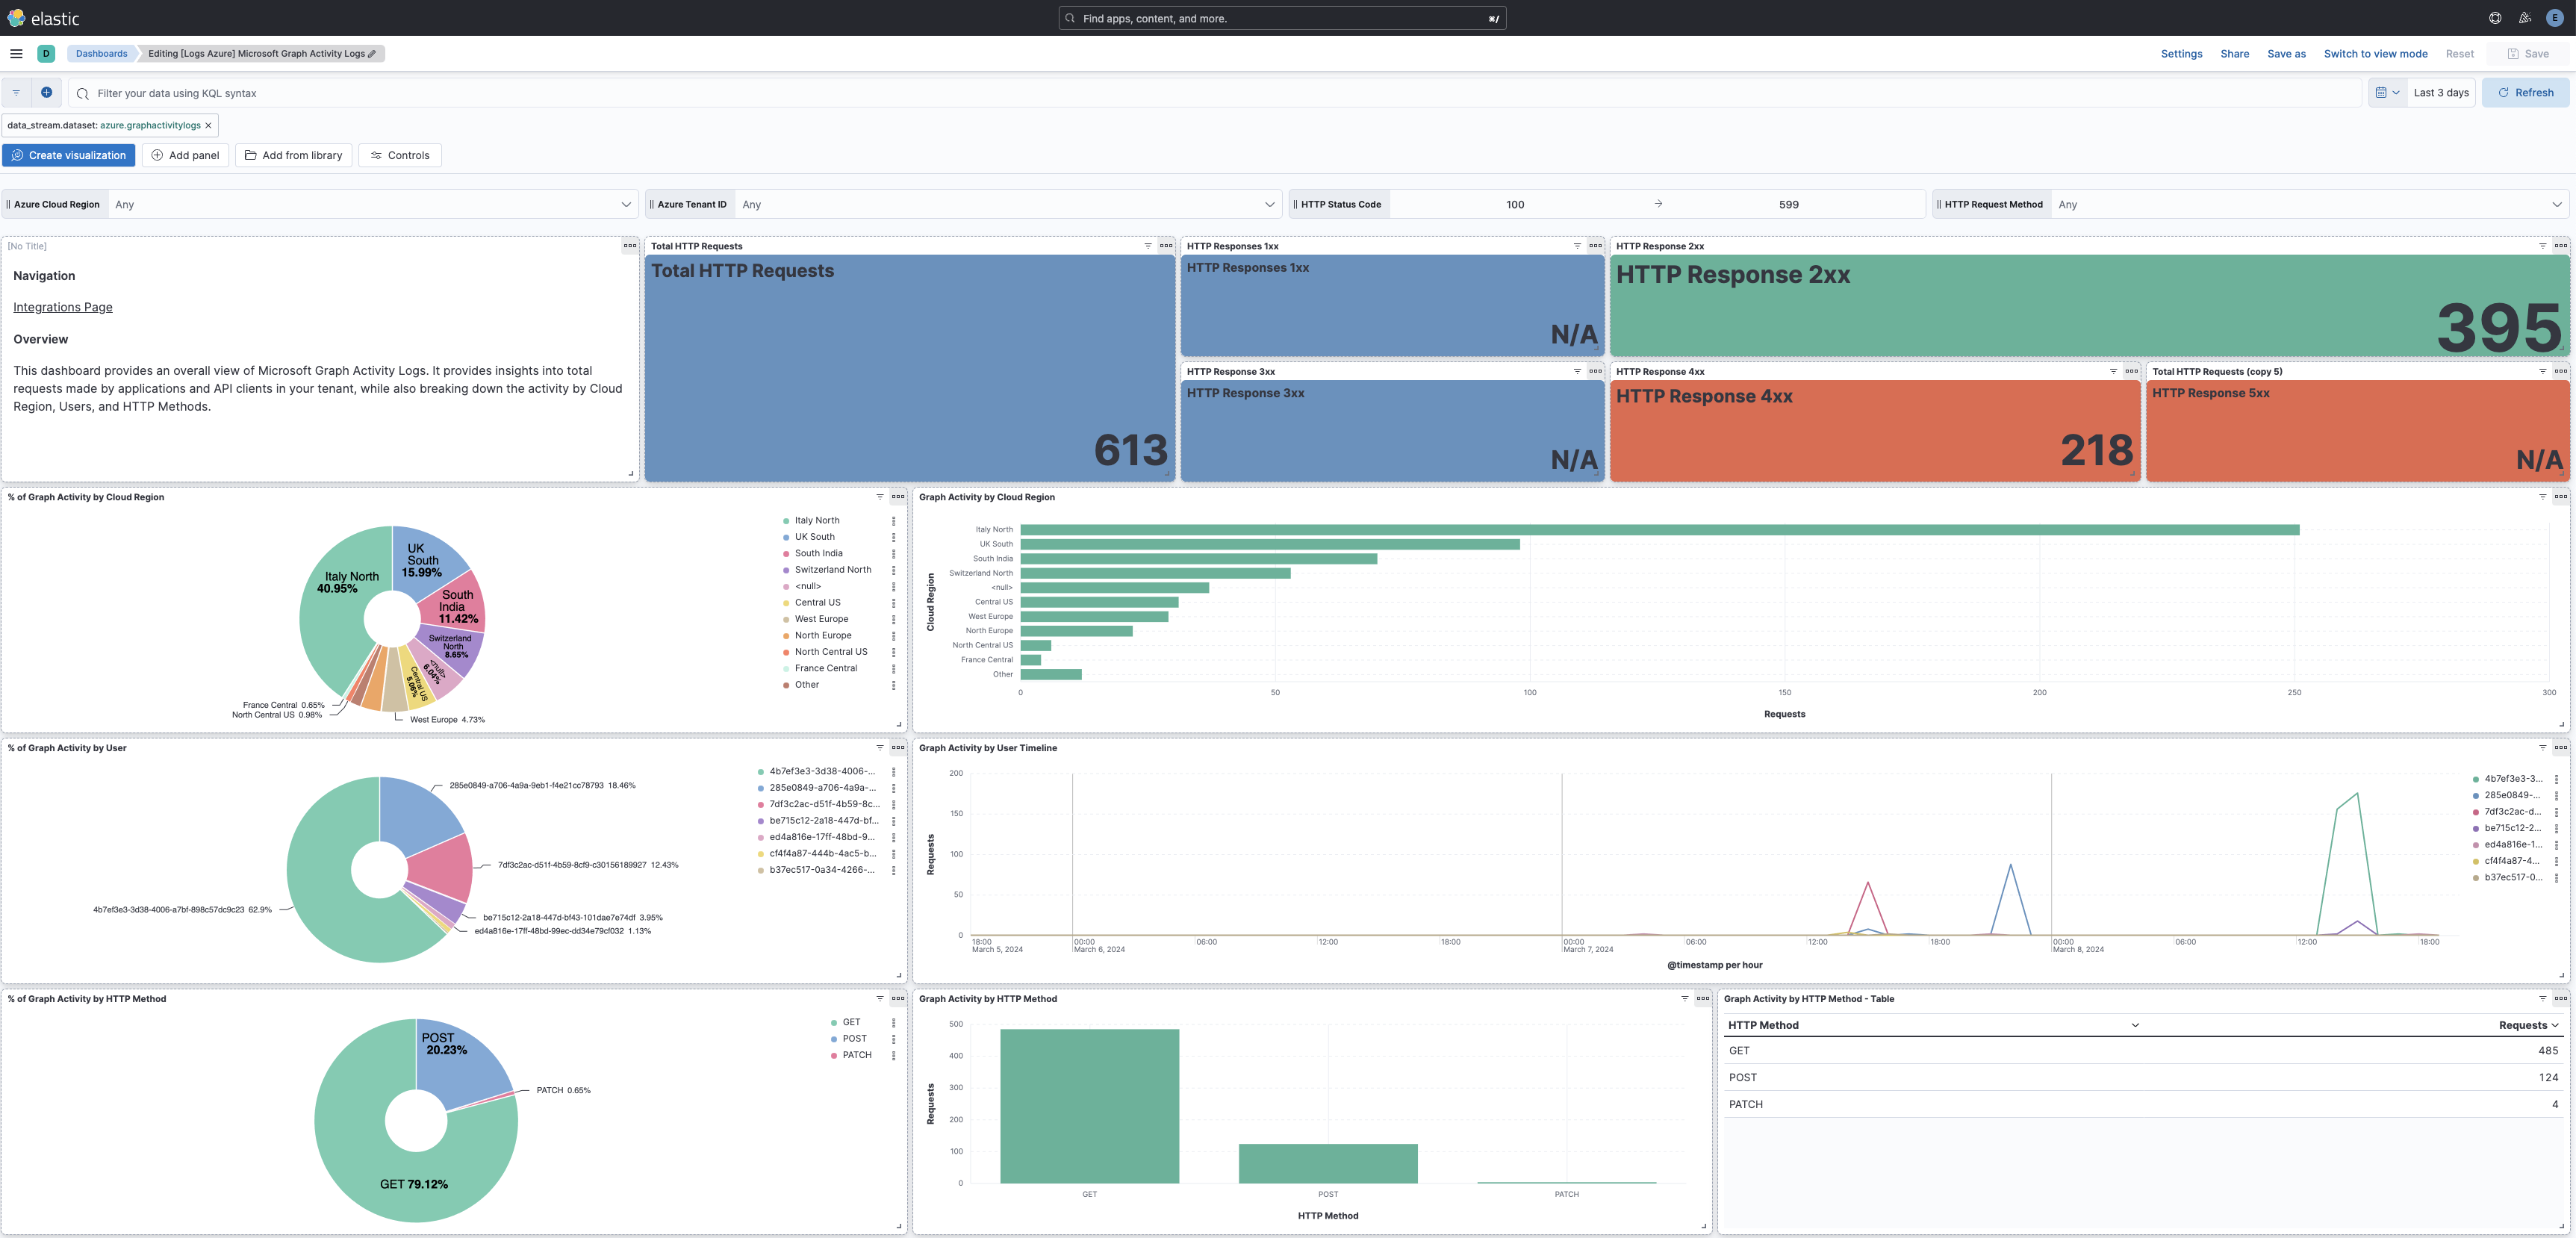 elastic
Find apps, content, and more.
⌘/
E
D
Dashboards
Editing [Logs Azure] Microsoft Graph Activity Logs
Settings
Share
Save as
Switch to view mode
Reset
Save
Filter your data using KQL syntax
Last 3 days
Refresh
data_stream.dataset: azure.graphactivitylogs ×
Create visualization
Add panel
Add from library
Controls
Azure Cloud Region Any
Azure Tenant ID Any
HTTP Status Code 100 → 599
HTTP Request Method Any
[No Title]
Navigation
Integrations Page
Overview
This dashboard provides an overall view of Microsoft Graph Activity Logs. It provides insights into total
requests made by applications and API clients in your tenant, while also breaking down the activity by Cloud
Region, Users, and HTTP Methods.
Total HTTP Requests
Total HTTP Requests
613
HTTP Responses 1xx
HTTP Responses 1xx
N/A
HTTP Response 2xx
HTTP Response 2xx
395
HTTP Response 3xx
HTTP Response 3xx
N/A
HTTP Response 4xx
HTTP Response 4xx
218
Total HTTP Requests (copy 5)
HTTP Response 5xx
N/A
% of Graph Activity by Cloud Region
Italy North
40.95%
UK
South
15.99%
South
India
11.42%
Switzerland
North
8.65%
<null>
6.04%
Central US
5.06%
France Central 0.65%
North Central US 0.98%
West Europe 4.73%
Italy North
UK South
South India
Switzerland North
<null>
Central US
West Europe
North Europe
North Central US
France Central
Other
Graph Activity by Cloud Region
Cloud Region
Italy North
UK South
South India
Switzerland North
<null>
Central US
West Europe
North Europe
North Central US
France Central
Other
0 50 100 150 200 250 300
Requests
% of Graph Activity by User
285e0849-a706-4a9a-9eb1-f4e21cc78793 18.46%
7df3c2ac-d51f-4b59-8cf9-c30156189927 12.43%
4b7ef3e3-3d38-4006-a7bf-898c57dc9c23 62.9%
be715c12-2a18-447d-bf43-101dae7e74df 3.95%
ed4a816e-17ff-48bd-99ec-dd34e79cf032 1.13%
4b7ef3e3-3d38-4006-...
285e0849-a706-4a9a-...
7df3c2ac-d51f-4b59-8c...
be715c12-2a18-447d-bf...
ed4a816e-17ff-48bd-9...
cf4f4a87-444b-4ac5-b...
b37ec517-0a34-4266-...
Graph Activity by User Timeline
Requests
200
150
100
50
0
18:00 00:00 06:00 12:00 18:00 00:00 06:00 12:00 18:00 00:00 06:00 12:00 18:00
March 5, 2024 March 6, 2024 March 7, 2024 March 8, 2024
@timestamp per hour
4b7ef3e3-3...
285e0849-...
7df3c2ac-d...
be715c12-2...
ed4a816e-1...
cf4f4a87-4...
b37ec517-0...
% of Graph Activity by HTTP Method
POST
20.23%
PATCH 0.65%
GET 79.12%
GET
POST
PATCH
Graph Activity by HTTP Method
Requests
500
400
300
200
100
0
GET POST PATCH
HTTP Method
Graph Activity by HTTP Method - Table
HTTP Method Requests
GET 485
POST 124
PATCH 4